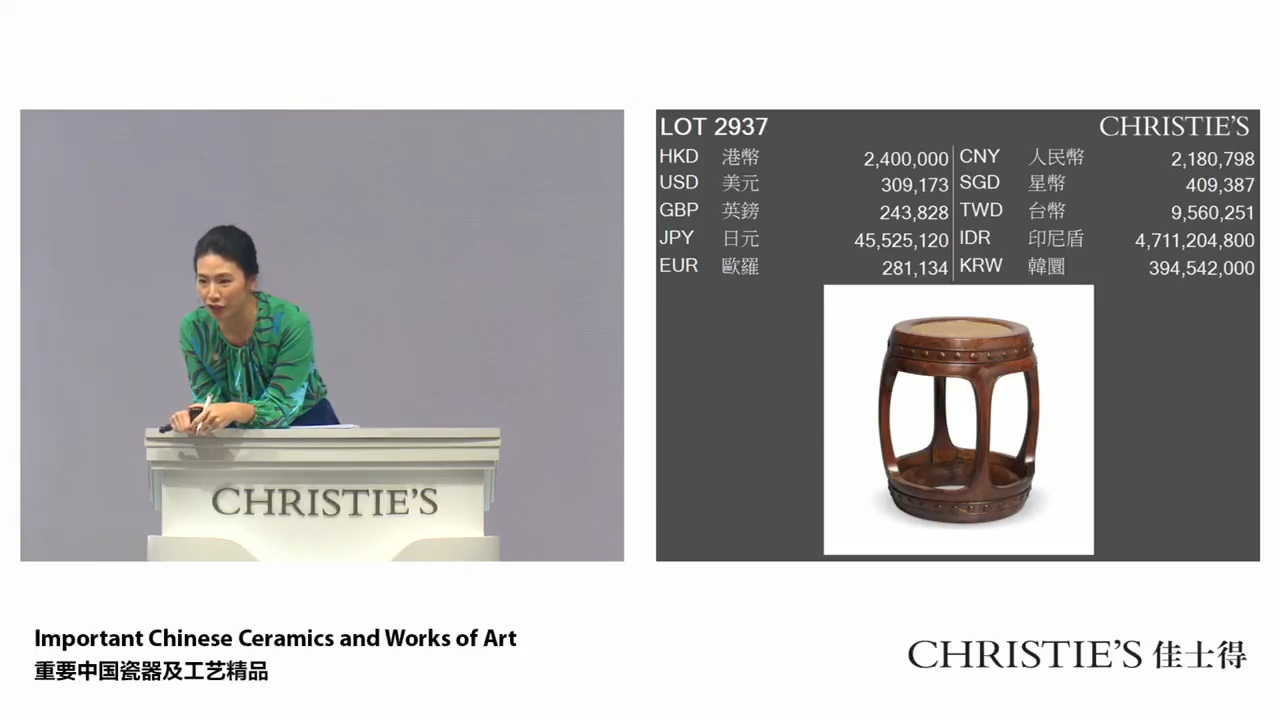 CHRISTIE'S
LOT 2937 CHRISTIE'S
HKD 港幣 2,400,000 CNY 人民幣 2,180,798
USD 美元 309,173 SGD 星幣 409,387
GBP 英鎊 243,828 TWD 台幣 9,560,251
JPY 日元 45,525,120 IDR 印尼盾 4,711,204,800
EUR 歐羅 281,134 KRW 韓圜 394,542,000
Important Chinese Ceramics and Works of Art
重要中国瓷器及工艺精品
CHRISTIE'S 佳士得